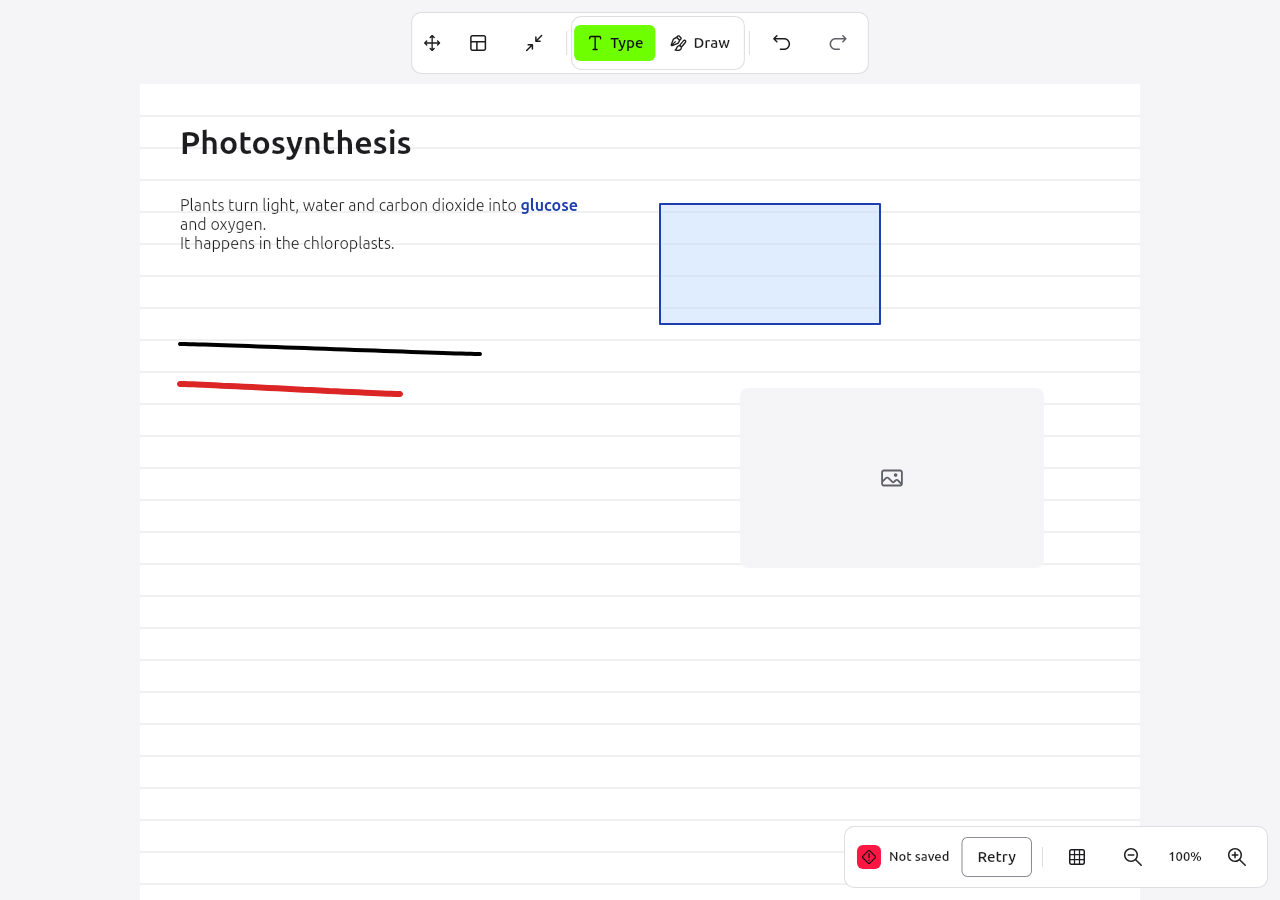 Type
Draw
Photosynthesis
Plants turn light, water and carbon dioxide into glucose
and oxygen.
It happens in the chloroplasts.
Not saved
Retry
100%